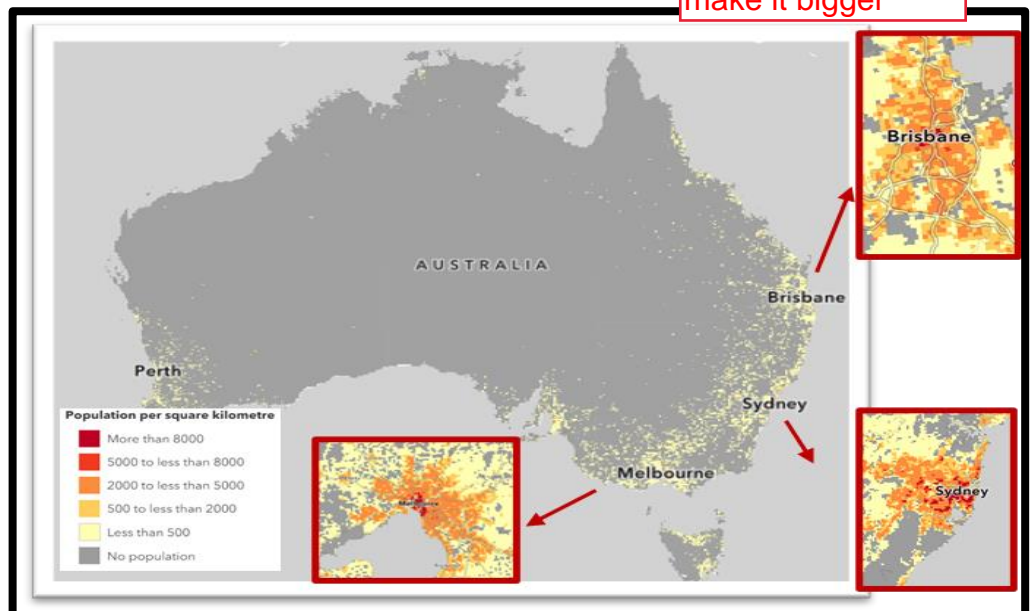 make it bigger
Brisbane
AUSTRALIA
Brisbane
Perth
Sydney
Population per square kilometre
More than 8000
5000 to less than 8000
2000 to less than 5000
500 to less than 2000
Less than 500
No population
Melbourne
Melbourne
Sydney